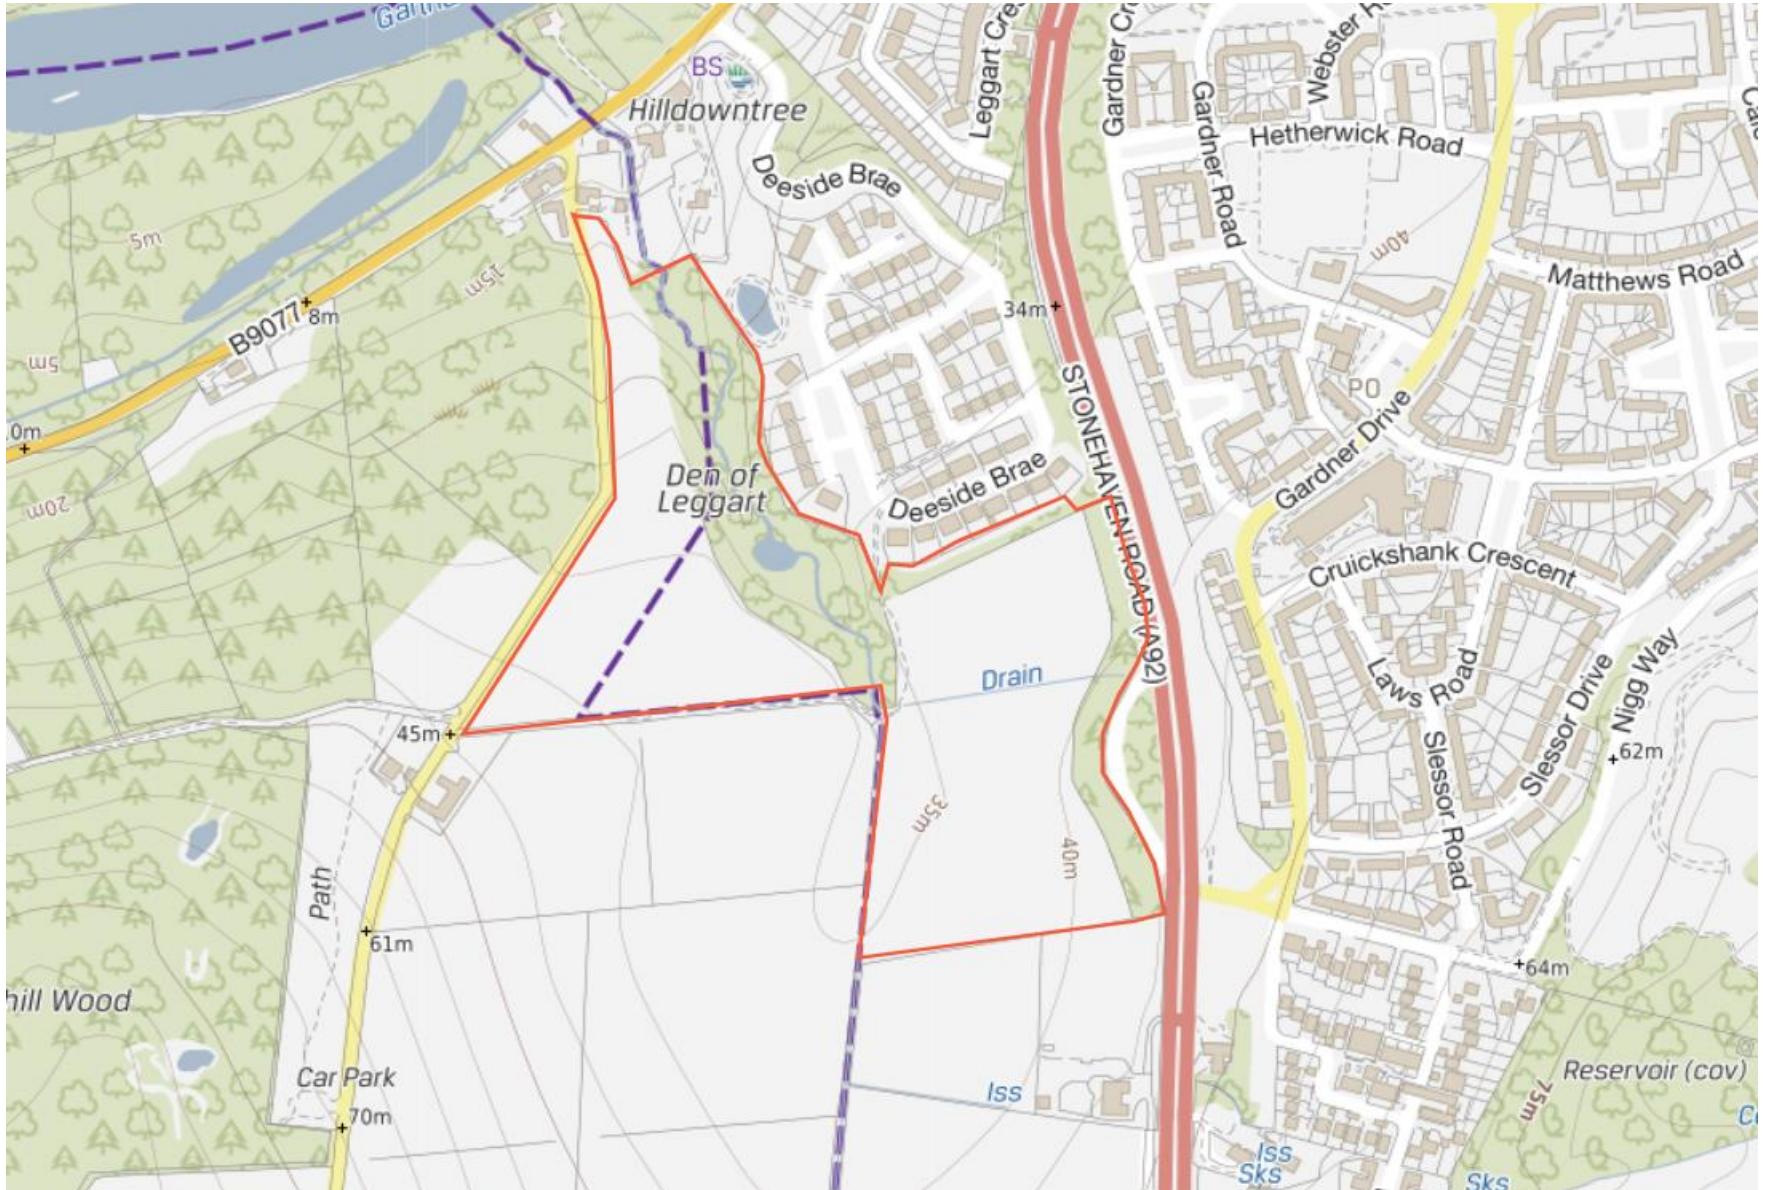 Leggart Cres
Gardner Cr
Webster R
BS
Hilldowntree
Gardner Road
Hetherwick Road
Deeside Brae
5m
15m
40m
Matthews Road
B9077
8m
34m
5m
PO
0m
STONEHAVEN ROAD (A92)
Gardner Drive
Den of
Leggart
Deeside Brae
20m
Cruickshank Crescent
Laws Road
Drain
Slessor Drive
Nigg Way
45m
62m
Slessor Road
35m
40m
Path
61m
64m
hill Wood
Car Park
70m
Iss
Reservoir (cov)
75m
Iss
Sks
Sks